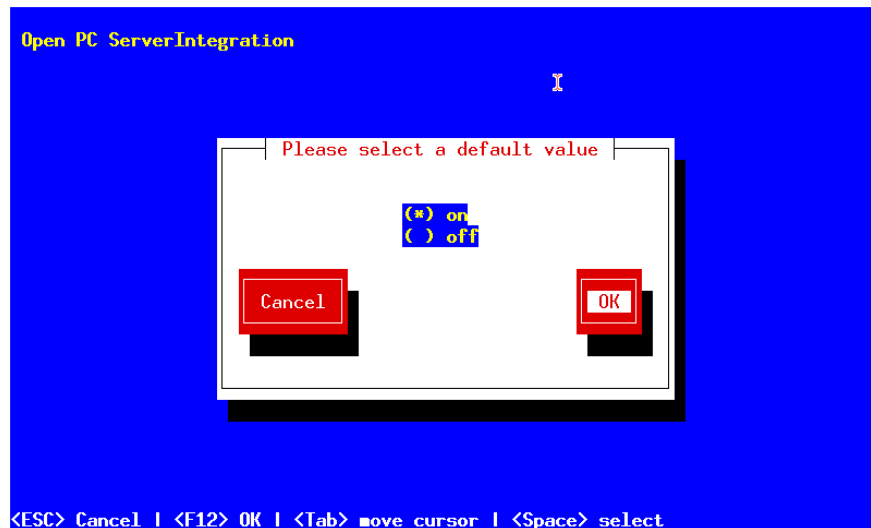 Open PC ServerIntegration
Please select a default value
(*) on
( ) off
Cancel
OK
<ESC> Cancel | <F12> OK | <Tab> move cursor | <Space> select